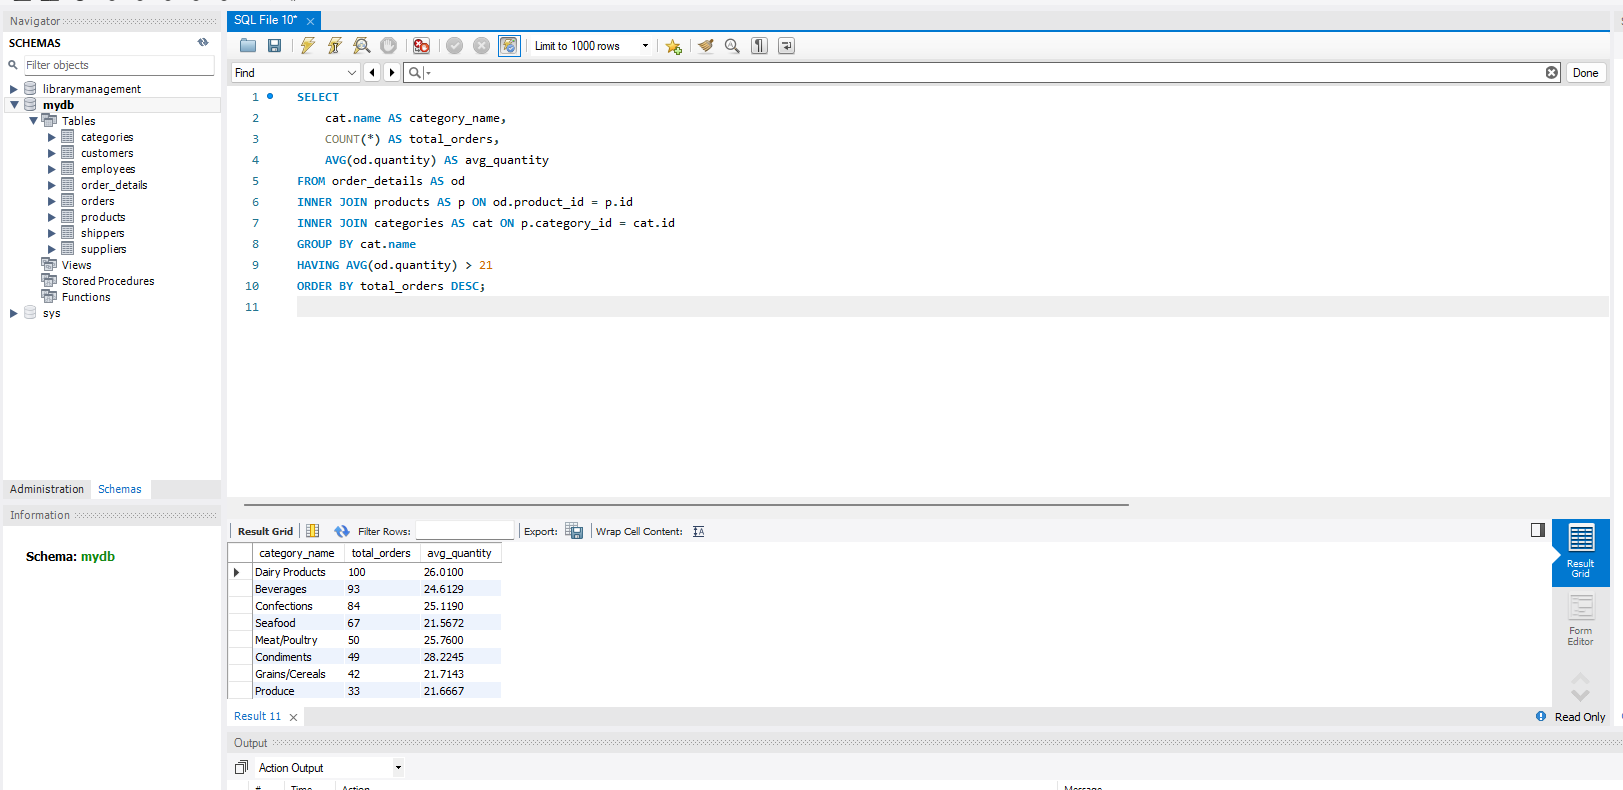 Navigator
SCHEMAS
Filter objects
librarymanagement
mydb
Tables
categories
customers
employees
order_details
orders
products
shippers
suppliers
Views
Stored Procedures
Functions
sys
Administration Schemas
Information
Schema: mydb
SQL File 10*
Limit to 1000 rows
Find
Done
1 SELECT
2 cat.name AS category_name,
3 COUNT(*) AS total_orders,
4 AVG(od.quantity) AS avg_quantity
5 FROM order_details AS od
6 INNER JOIN products AS p ON od.product_id = p.id
7 INNER JOIN categories AS cat ON p.category_id = cat.id
8 GROUP BY cat.name
9 HAVING AVG(od.quantity) > 21
10 ORDER BY total_orders DESC;
11
Result Grid Filter Rows: Export: Wrap Cell Content:
category_name total_orders avg_quantity
Dairy Products 100 26.0100
Beverages 93 24.6129
Confections 84 25.1190
Seafood 67 21.5672
Meat/Poultry 50 25.7600
Condiments 49 28.2245
Grains/Cereals 42 21.7143
Produce 33 21.6667
Result
Grid
Form
Editor
Result 11
Read Only
Output
Action Output
# Time Action Message